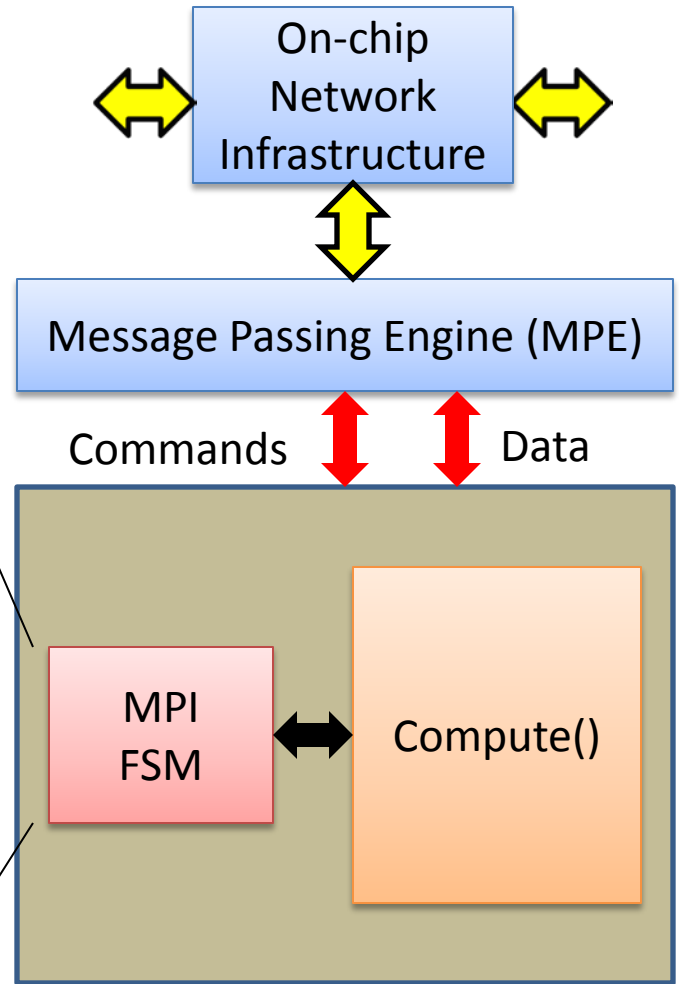 On-chip
Network
Infrastructure
Message Passing Engine (MPE)
Commands
Data
MPI
FSM
Compute()